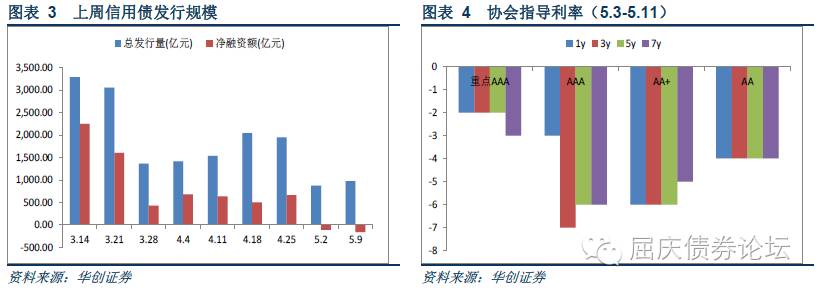 图表 3 上周信用债发行规模
总发行量(亿元) 净融资额(亿元)
3,500.00
3,000.00
2,500.00
2,000.00
1,500.00
1,000.00
500.00
0.00
-500.00
3.14 3.21 3.28 4.4 4.11 4.18 4.25 5.2 5.9
资料来源：华创证券
图表 4 协会指导利率（5.3-5.11）
1y 3y 5y 7y
0
-1
-2
-3
-4
-5
-6
-7
-8
重点AAA AAA AA+ AA
资料来源：华创证券
屈庆债券论坛